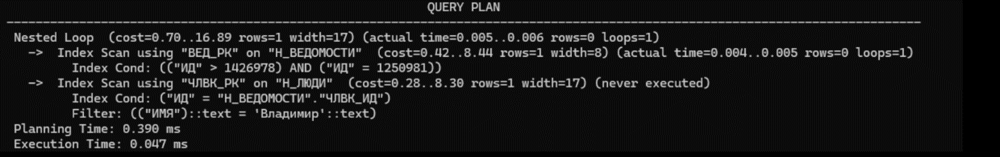 QUERY PLAN
--------------------------------------------------------------------------------------------------------------------------------
Nested Loop  (cost=0.70..16.89 rows=1 width=17) (actual time=0.005..0.006 rows=0 loops=1)
  ->  Index Scan using "ВЕД_РК" on "Н_ВЕДОМОСТИ"  (cost=0.42..8.44 rows=1 width=8) (actual time=0.004..0.005 rows=0 loops=1)
        Index Cond: (("ИД" > 1426978) AND ("ИД" = 1250981))
  ->  Index Scan using "ЧЛВК_РК" on "Н_ЛЮДИ"  (cost=0.28..8.30 rows=1 width=17) (never executed)
        Index Cond: ("ИД" = "Н_ВЕДОМОСТИ"."ЧЛВК_ИД")
        Filter: (("ИМЯ")::text = 'Владимир'::text)
Planning Time: 0.390 ms
Execution Time: 0.047 ms